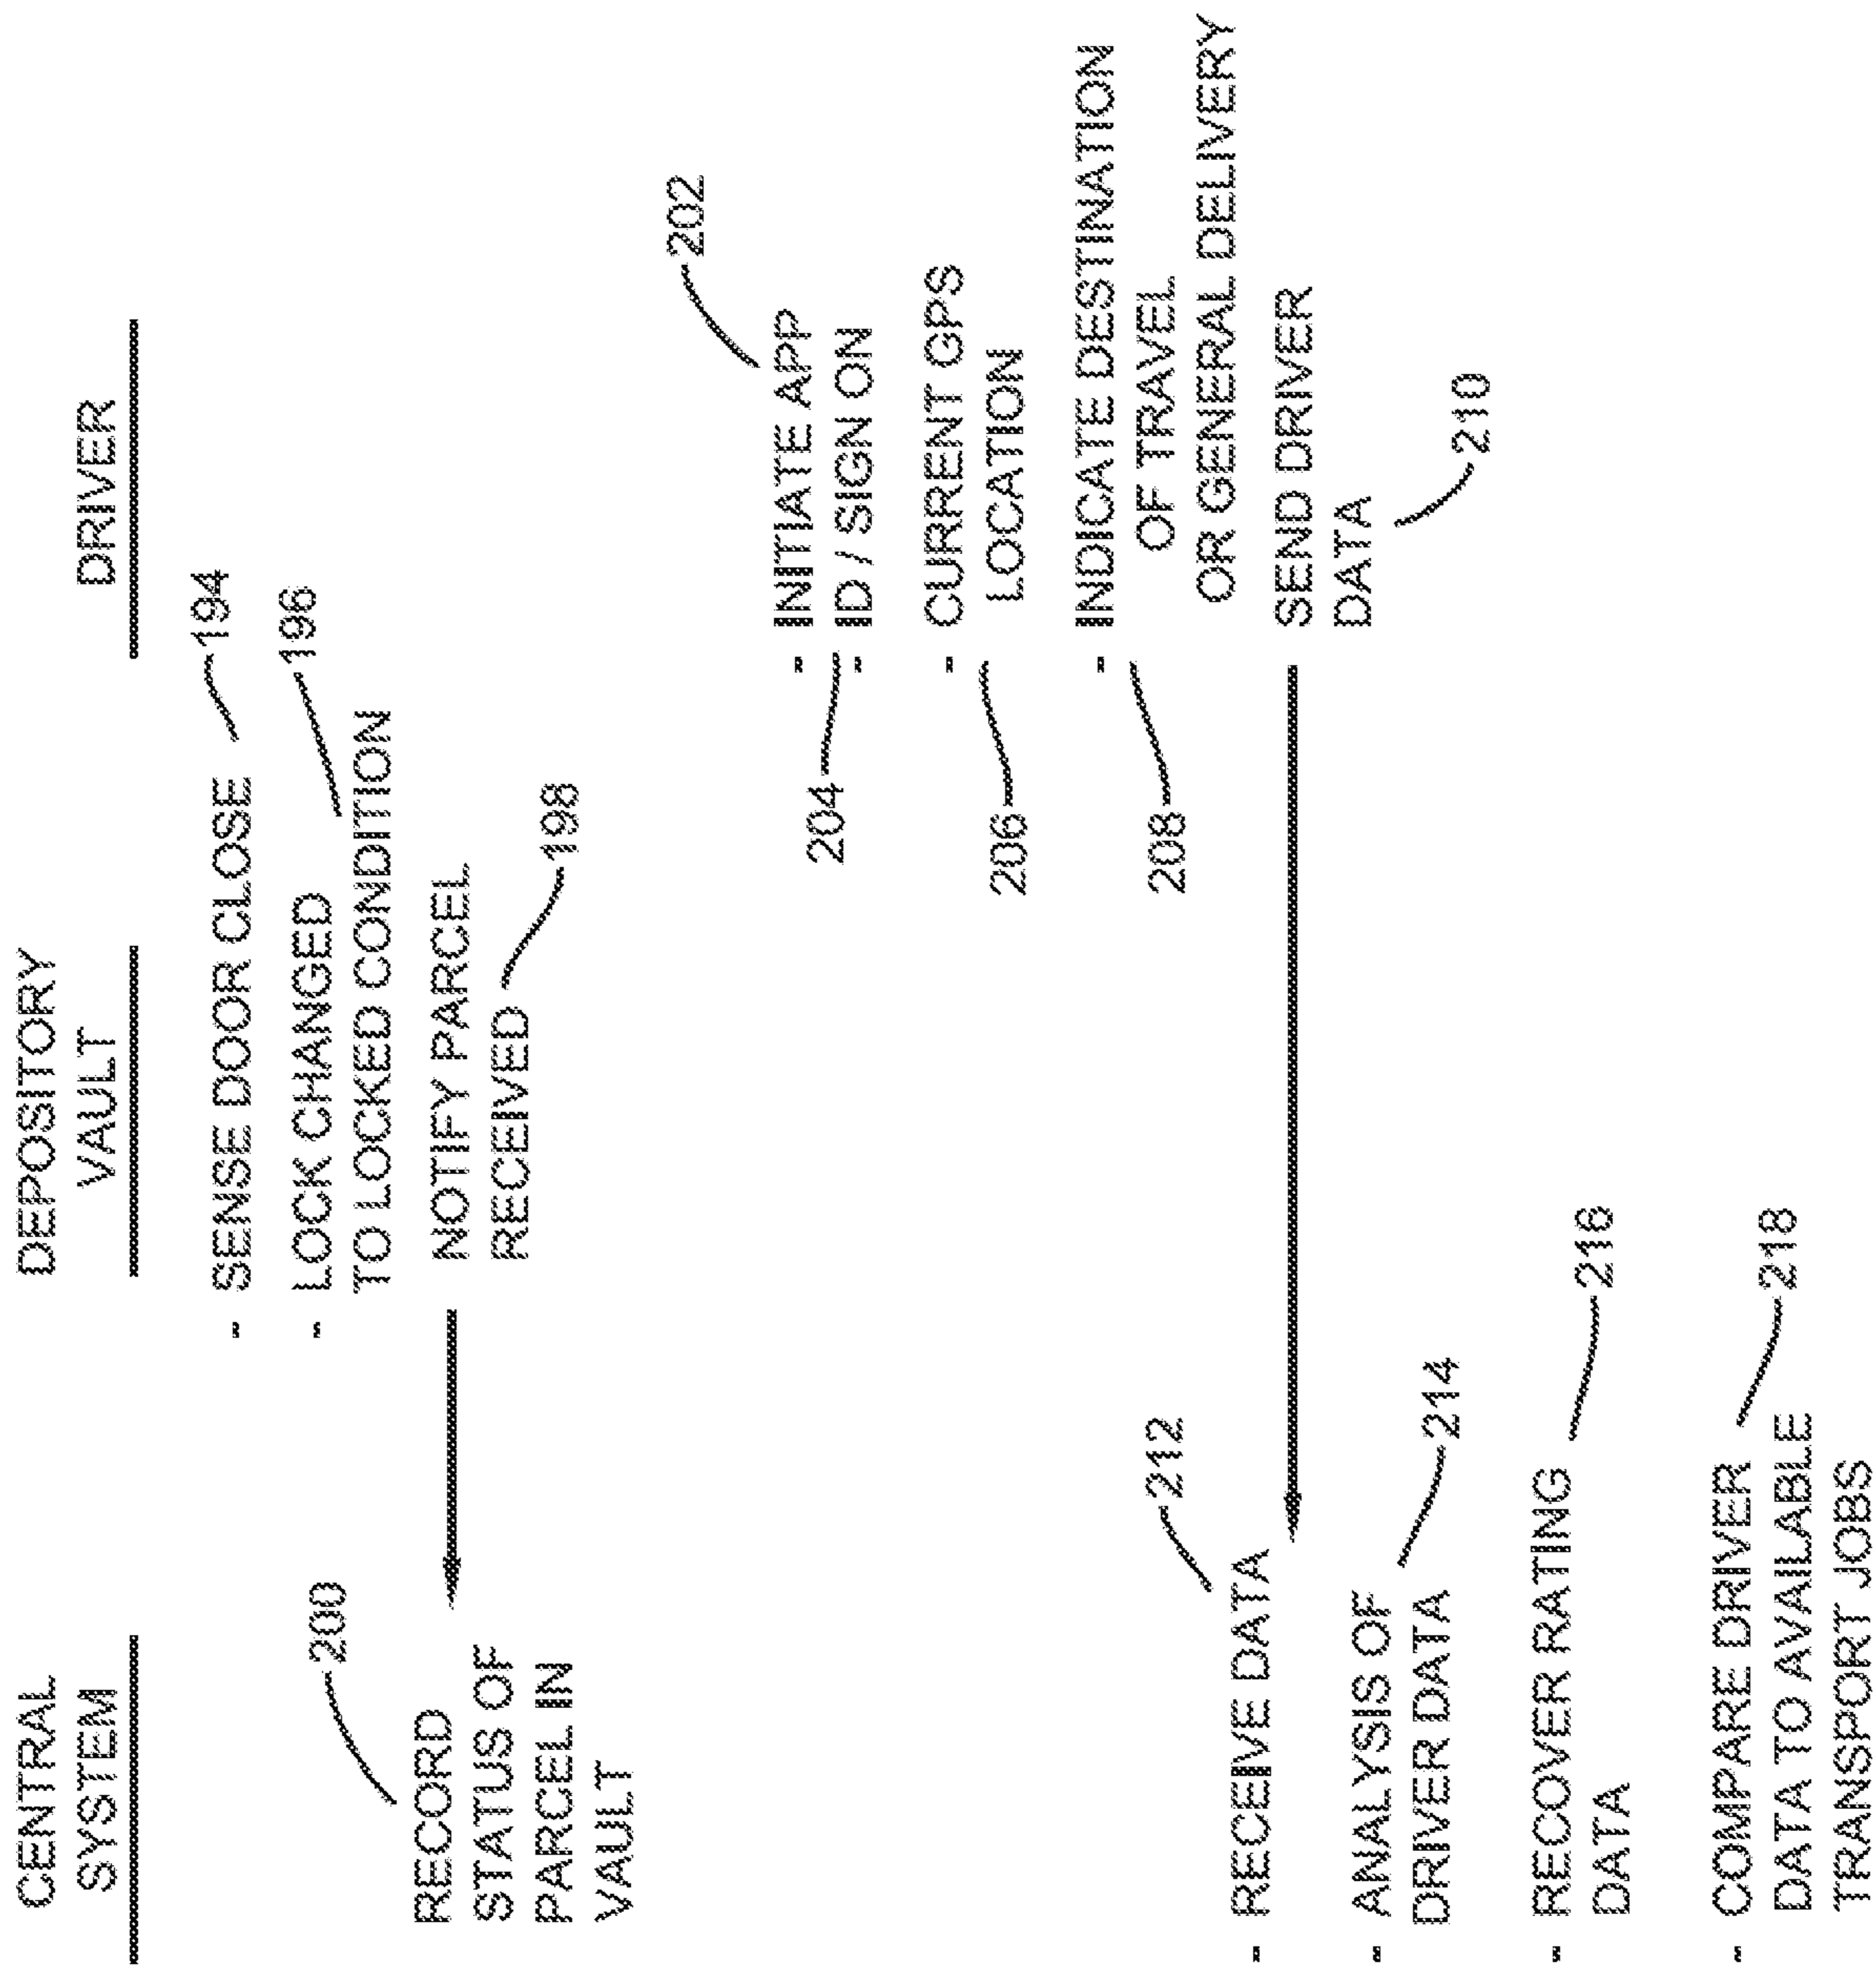 CENTRAL
SYSTEM
DEPOSITORY
VAULT
DRIVER
- SENSE DOOR CLOSE
194
- LOCK CHANGED
TO LOCKED CONDITION
196
NOTIFY PARCEL
RECEIVED
198
200
RECORD
STATUS OF
PARCEL IN
VAULT
202
- INITIATE APP
204
- ID / SIGN ON
- CURRENT GPS
LOCATION
206
- INDICATE DESTINATION
OF TRAVEL
OR GENERAL DELIVERY
208
SEND DRIVER
DATA
210
212
- RECEIVE DATA
- ANALYSIS OF
DRIVER DATA
214
- RECOVER RATING
DATA
216
- COMPARE DRIVER
DATA TO AVAILABLE
TRANSPORT JOBS
218